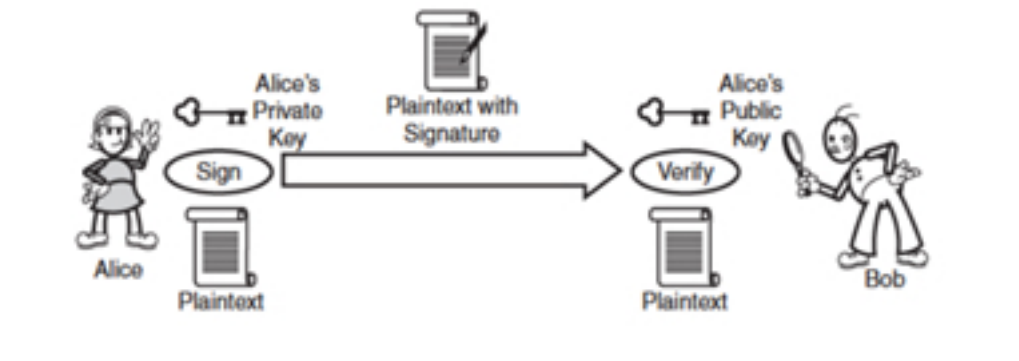 Alice's
Private
Key
Plaintext with
Signature
Alice's
Public
Key
Sign
Verify
Alice
Plaintext
Plaintext
Bob